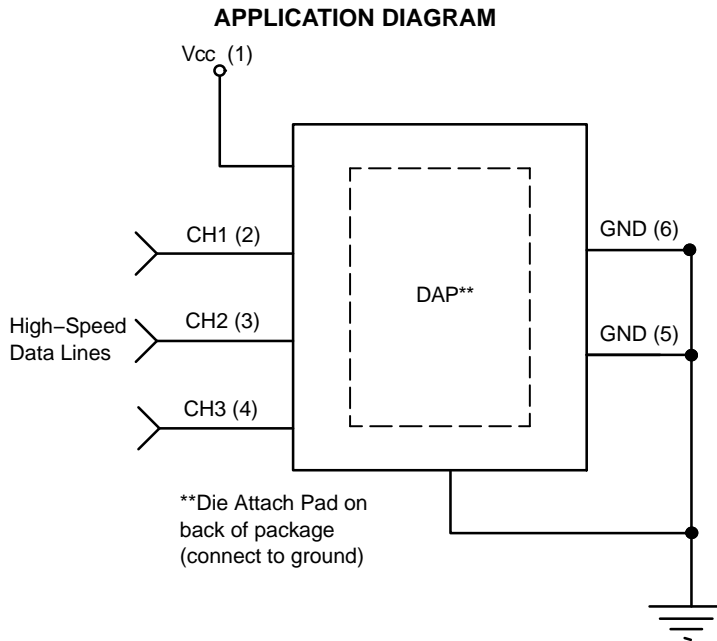 APPLICATION DIAGRAM
Vcc (1)
CH1 (2)
GND (6)
DAP**
High−Speed
Data Lines
CH2 (3)
GND (5)
CH3 (4)
**Die Attach Pad on
back of package
(connect to ground)